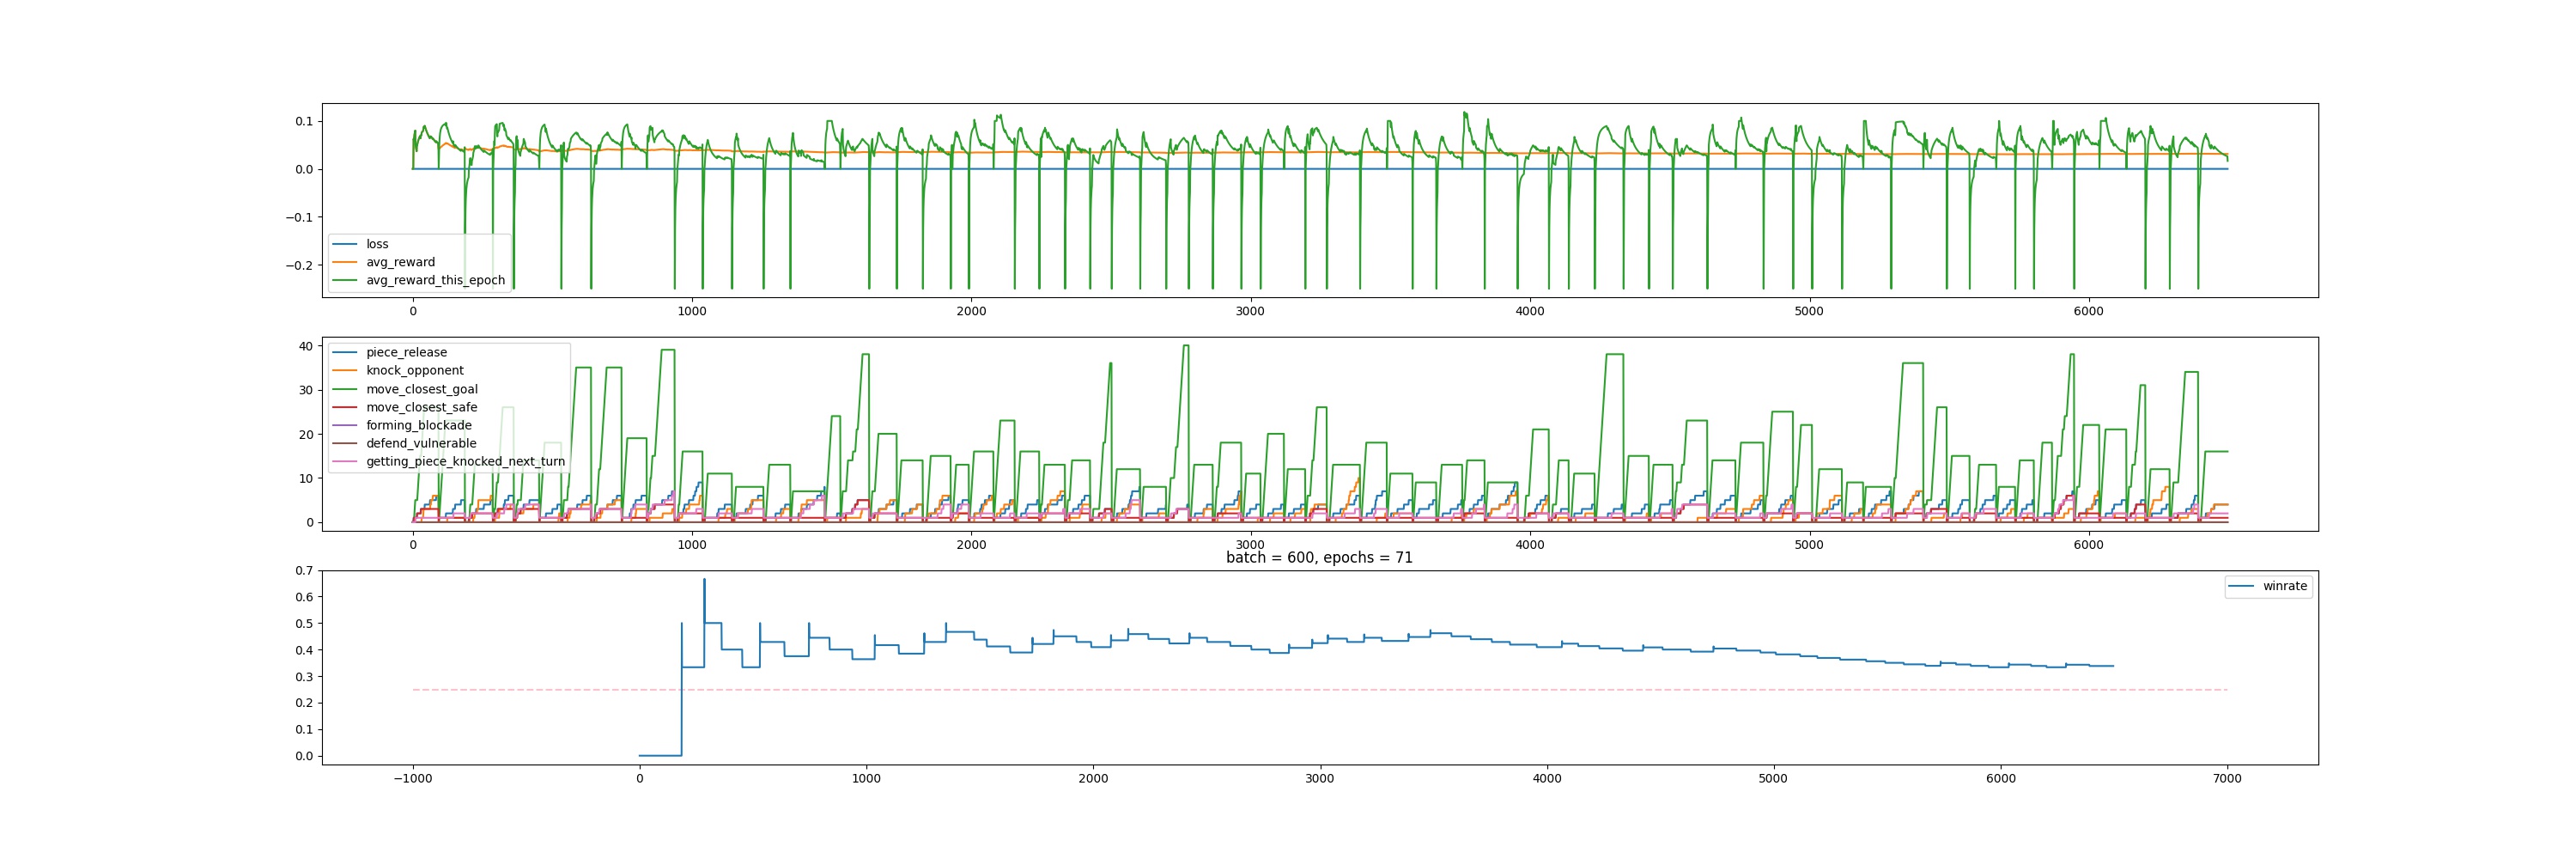 0.1
0.0
−0.1
−0.2
loss
avg_reward
avg_reward_this_epoch
0 1000 2000 3000 4000 5000 6000
40
30
20
10
0
piece_release
knock_opponent
move_closest_goal
move_closest_safe
forming_blockade
defend_vulnerable
getting_piece_knocked_next_turn
0 1000 2000 3000 4000 5000 6000
batch = 600, epochs = 71
0.7
0.6
0.5
0.4
0.3
0.2
0.1
0.0
winrate
−1000 0 1000 2000 3000 4000 5000 6000 7000